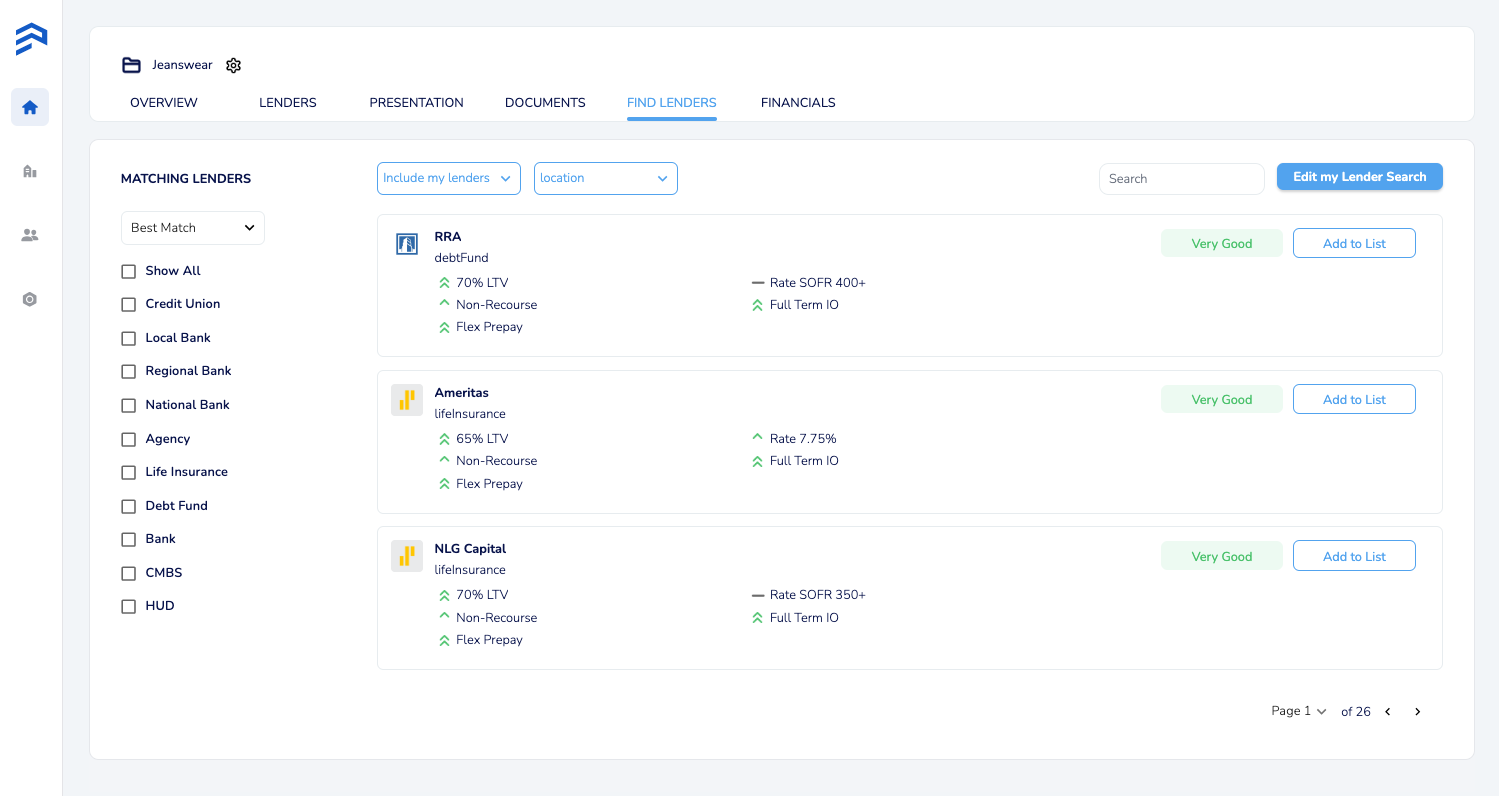 Jeanswear
OVERVIEW LENDERS PRESENTATION DOCUMENTS FIND LENDERS FINANCIALS
MATCHING LENDERS
Best Match
Show All
Credit Union
Local Bank
Regional Bank
National Bank
Agency
Life Insurance
Debt Fund
Bank
CMBS
HUD
Include my lenders location Search Edit my Lender Search
RRA Very Good Add to List
debtFund
70% LTV Rate SOFR 400+
Non-Recourse Full Term IO
Flex Prepay
Ameritas Very Good Add to List
lifeInsurance
65% LTV Rate 7.75%
Non-Recourse Full Term IO
Flex Prepay
NLG Capital Very Good Add to List
lifeInsurance
70% LTV Rate SOFR 350+
Non-Recourse Full Term IO
Flex Prepay
Page 1 of 26